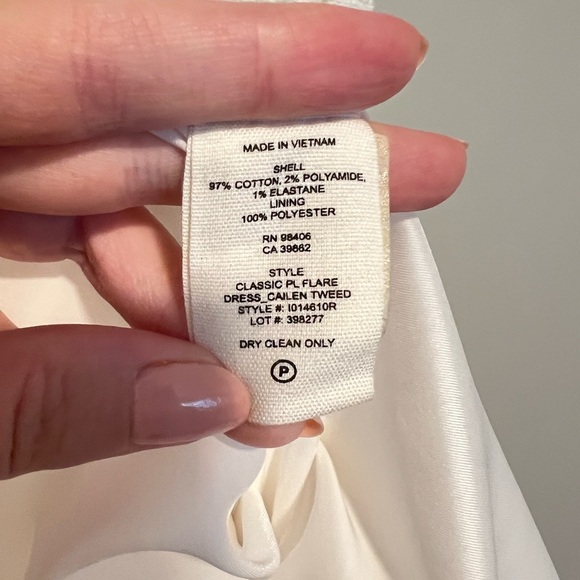 MADE IN VIETNAM
SHELL
97% COTTON, 2% POLYAMIDE,
1% ELASTANE
LINING
100% POLYESTER
RN 98406
CA 39662
STYLE
CLASSIC PL FLARE
DRESS_CAILEN TWEED
STYLE #: I014610R
LOT #: 398277
DRY CLEAN ONLY
P